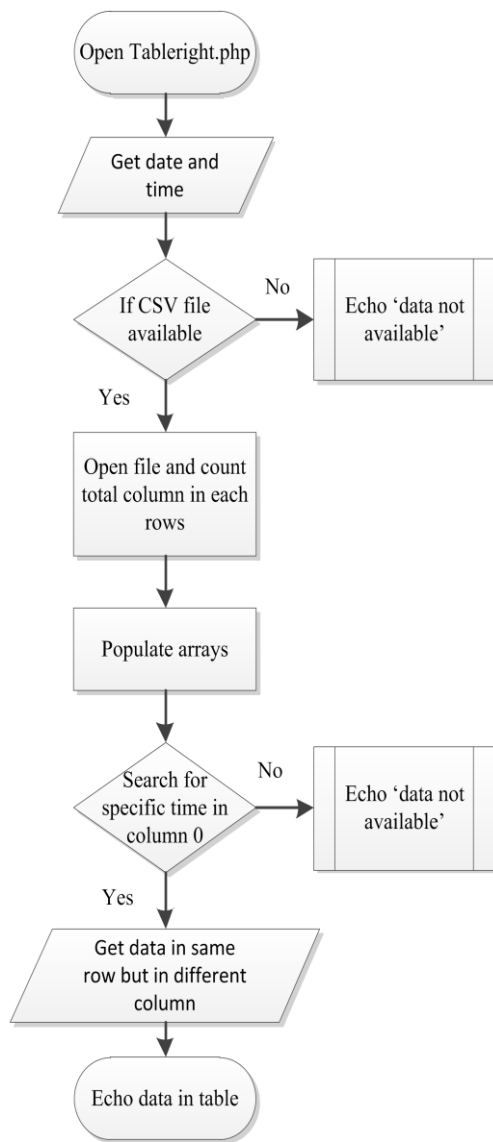 Open Tableright.php
Get date and
time
If CSV file
available
No
Echo ‘data not
available’
Yes
Open file and count
total column in each
rows
Populate arrays
Search for
specific time in
column 0
No
Echo ‘data not
available’
Yes
Get data in same
row but in different
column
Echo data in table